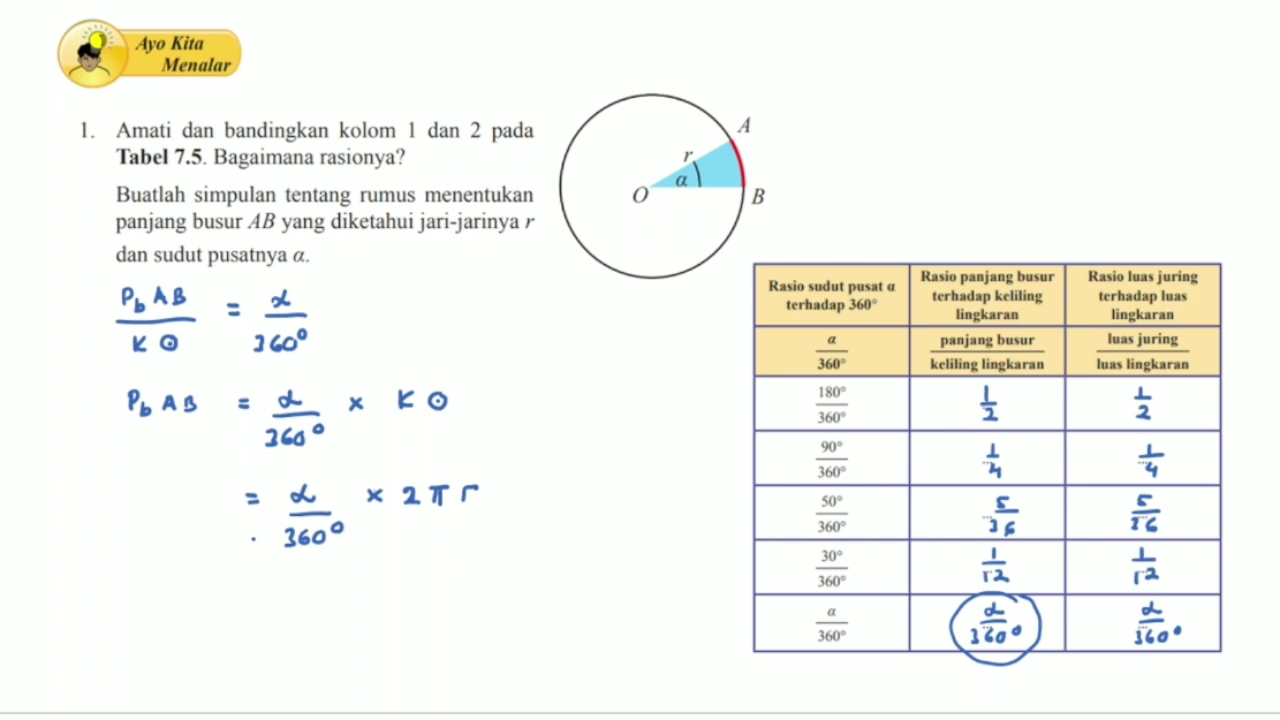 Ayo Kita
Menalar
1. Amati dan bandingkan kolom 1 dan 2 pada
Tabel 7.5. Bagaimana rasionya?
Buatlah simpulan tentang rumus menentukan
panjang busur AB yang diketahui jari-jarinya r
dan sudut pusatnya α.
A
r
α
O
B
P_b AB / K ⊙ = α / 360°
P_b AB = α / 360° × K ⊙
= α / 360° × 2 π r
Rasio sudut pusat α terhadap 360° | Rasio panjang busur terhadap keliling lingkaran | Rasio luas juring terhadap luas lingkaran
α / 360° | panjang busur / keliling lingkaran | luas juring / luas lingkaran
180° / 360° | 1/2 | 1/2
90° / 360° | 1/4 | 1/4
50° / 360° | 5/36 | 5/36
30° / 360° | 1/12 | 1/12
α / 360° | α / 360° | α / 360°